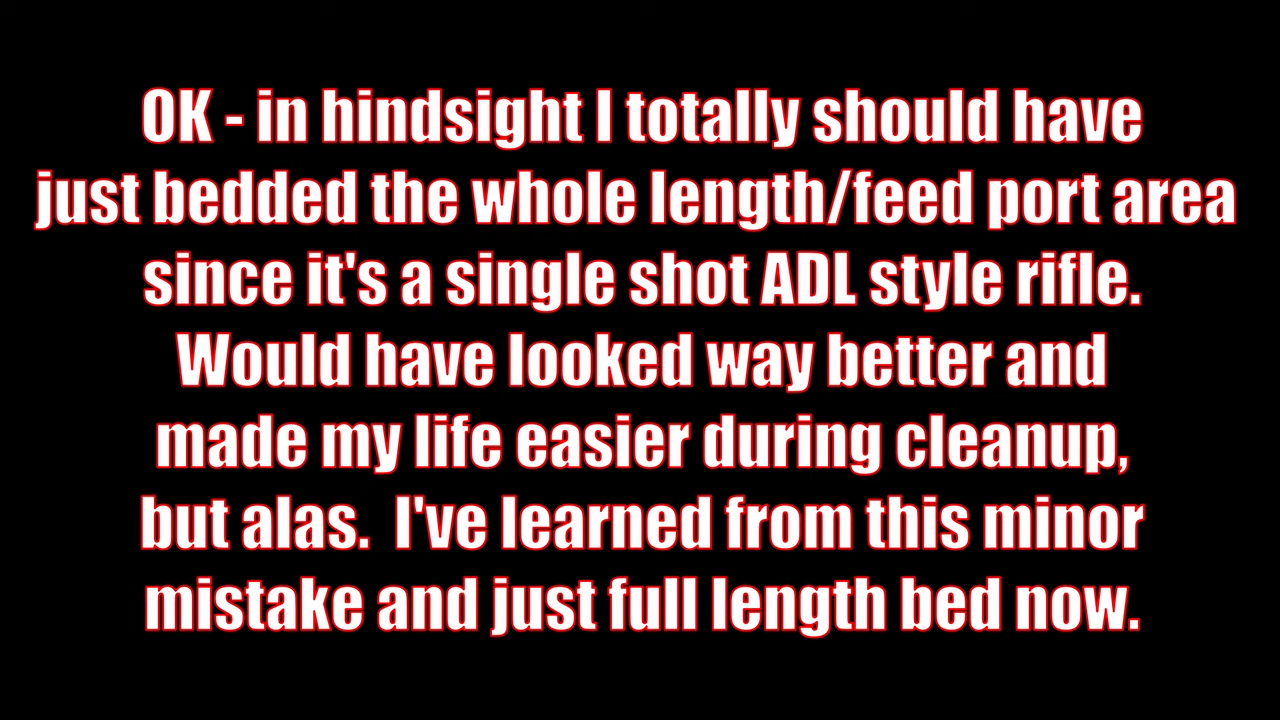 OK - in hindsight I totally should have
just bedded the whole length/feed port area
since it's a single shot ADL style rifle.
Would have looked way better and
made my life easier during cleanup,
but alas.  I've learned from this minor
mistake and just full length bed now.